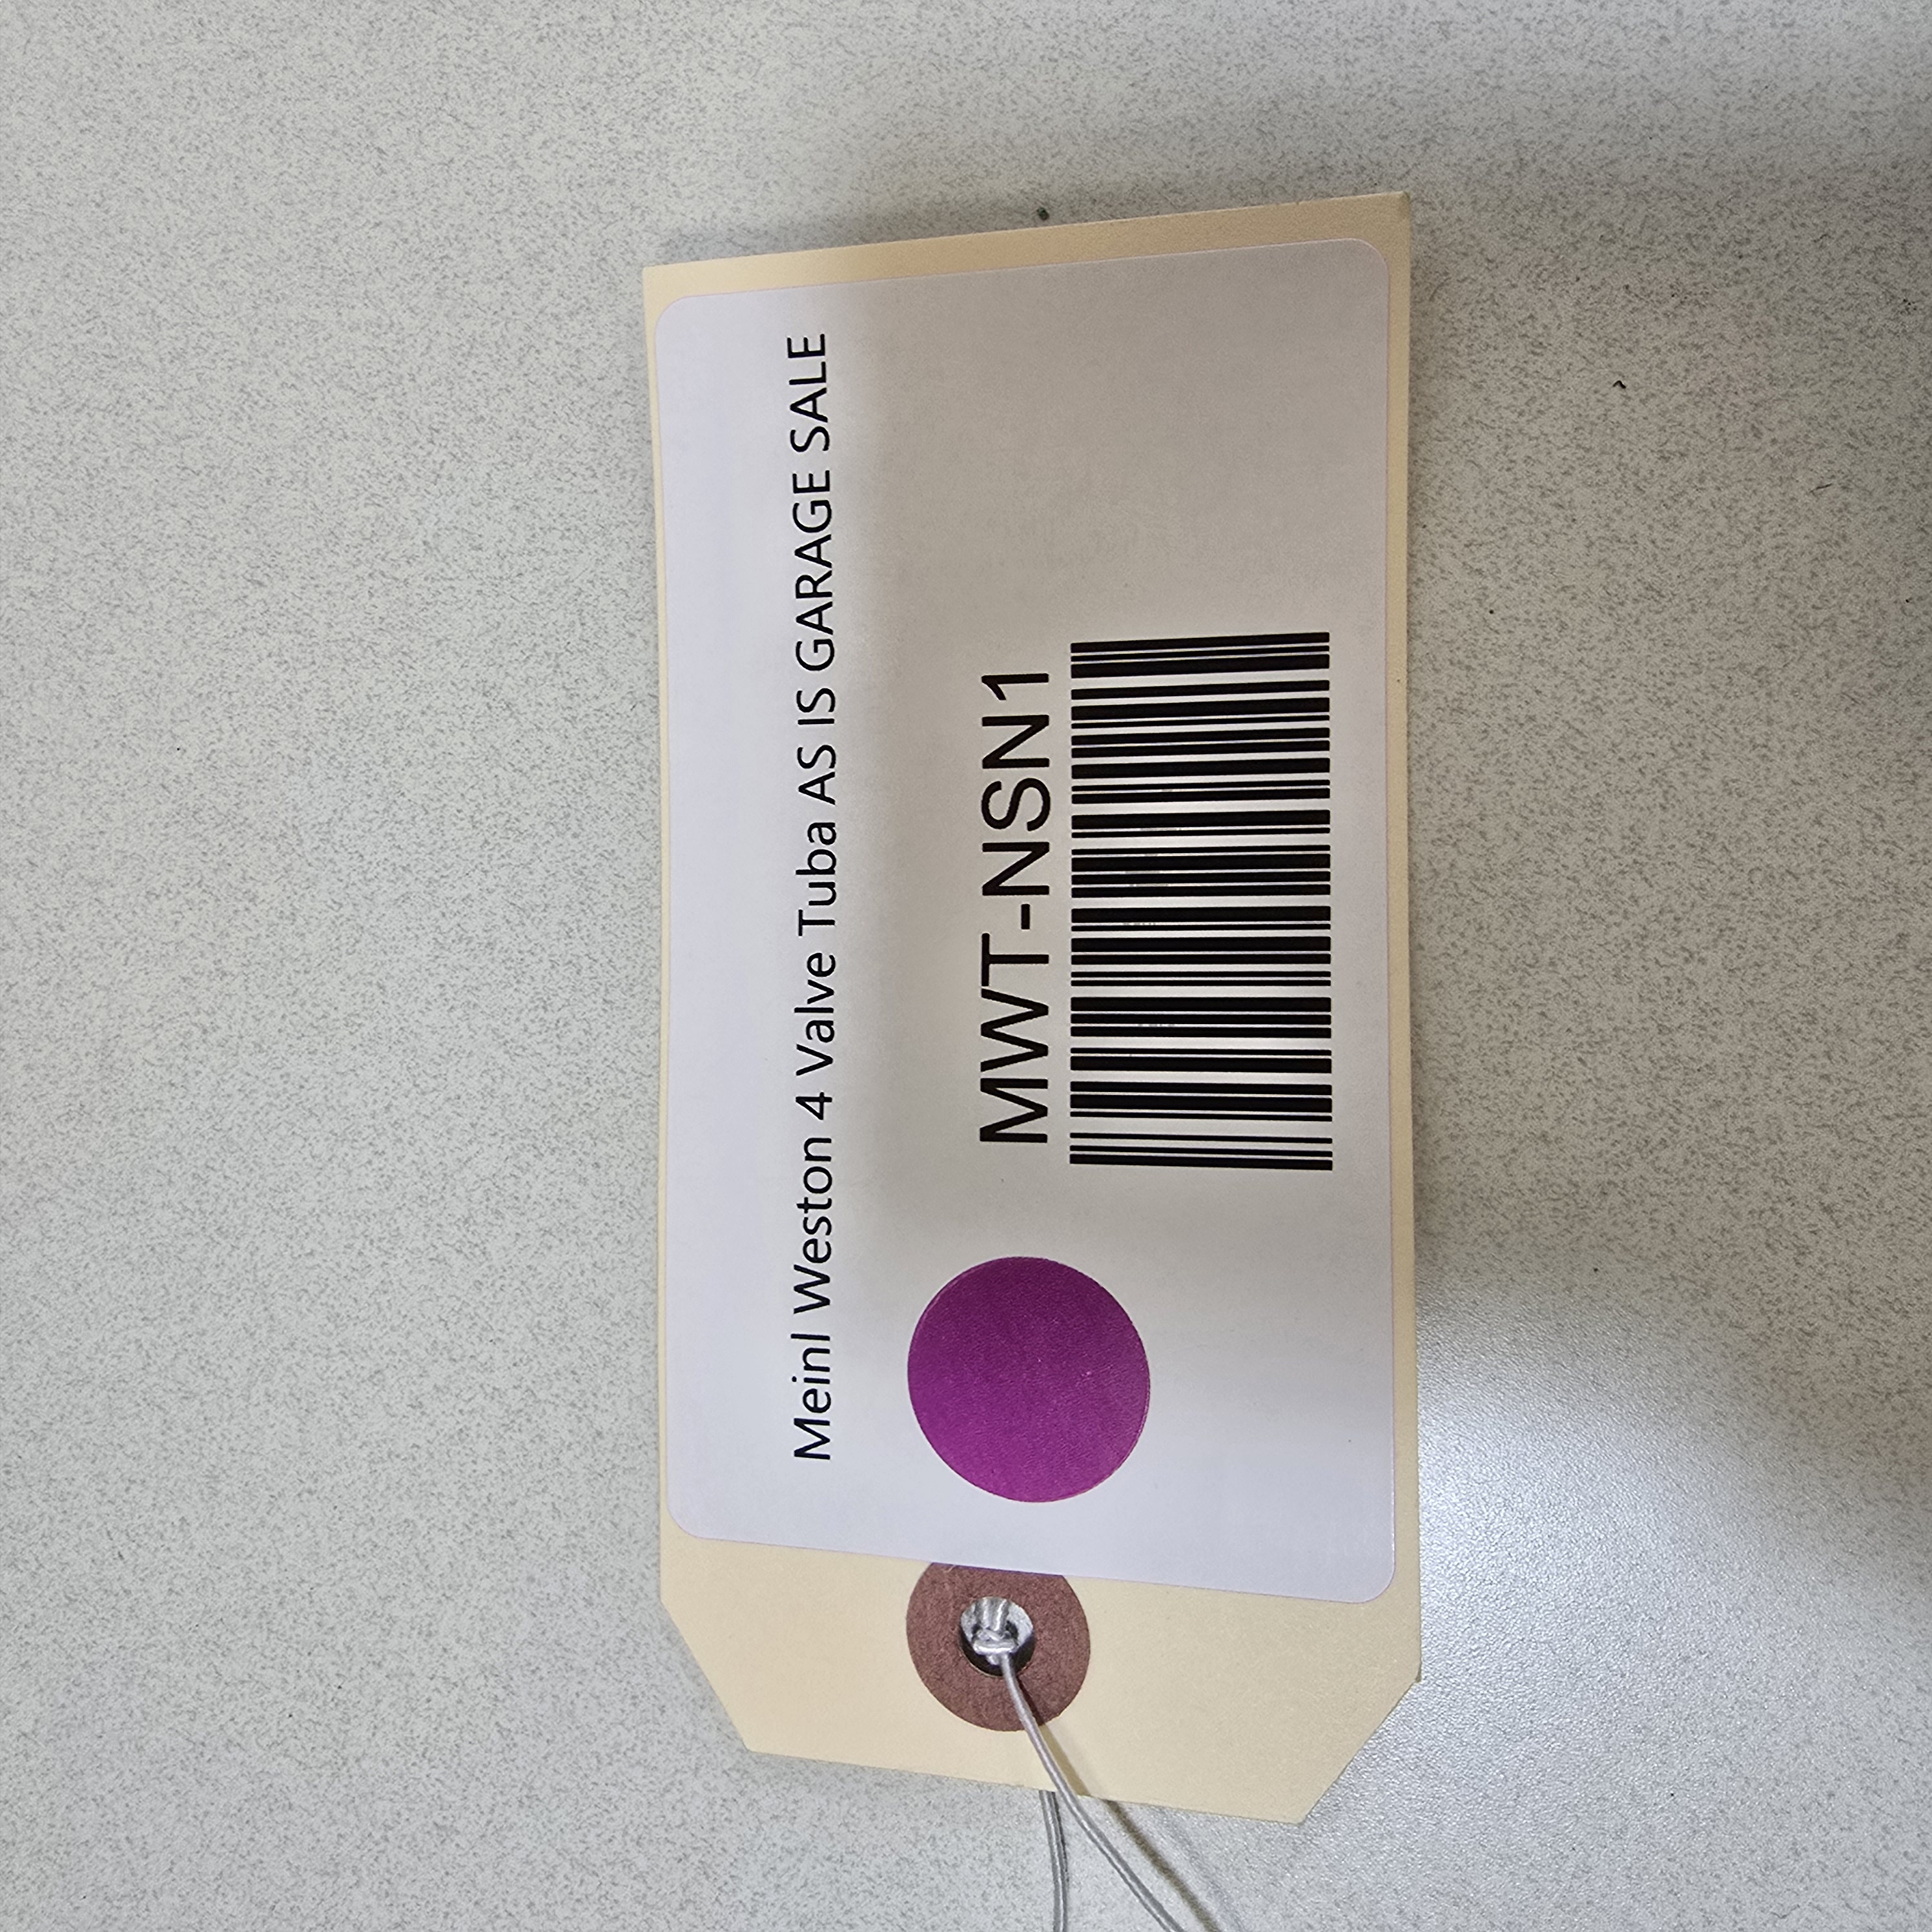 Meinl Weston 4 Valve Tuba AS IS GARAGE SALE
MWT-NSN1